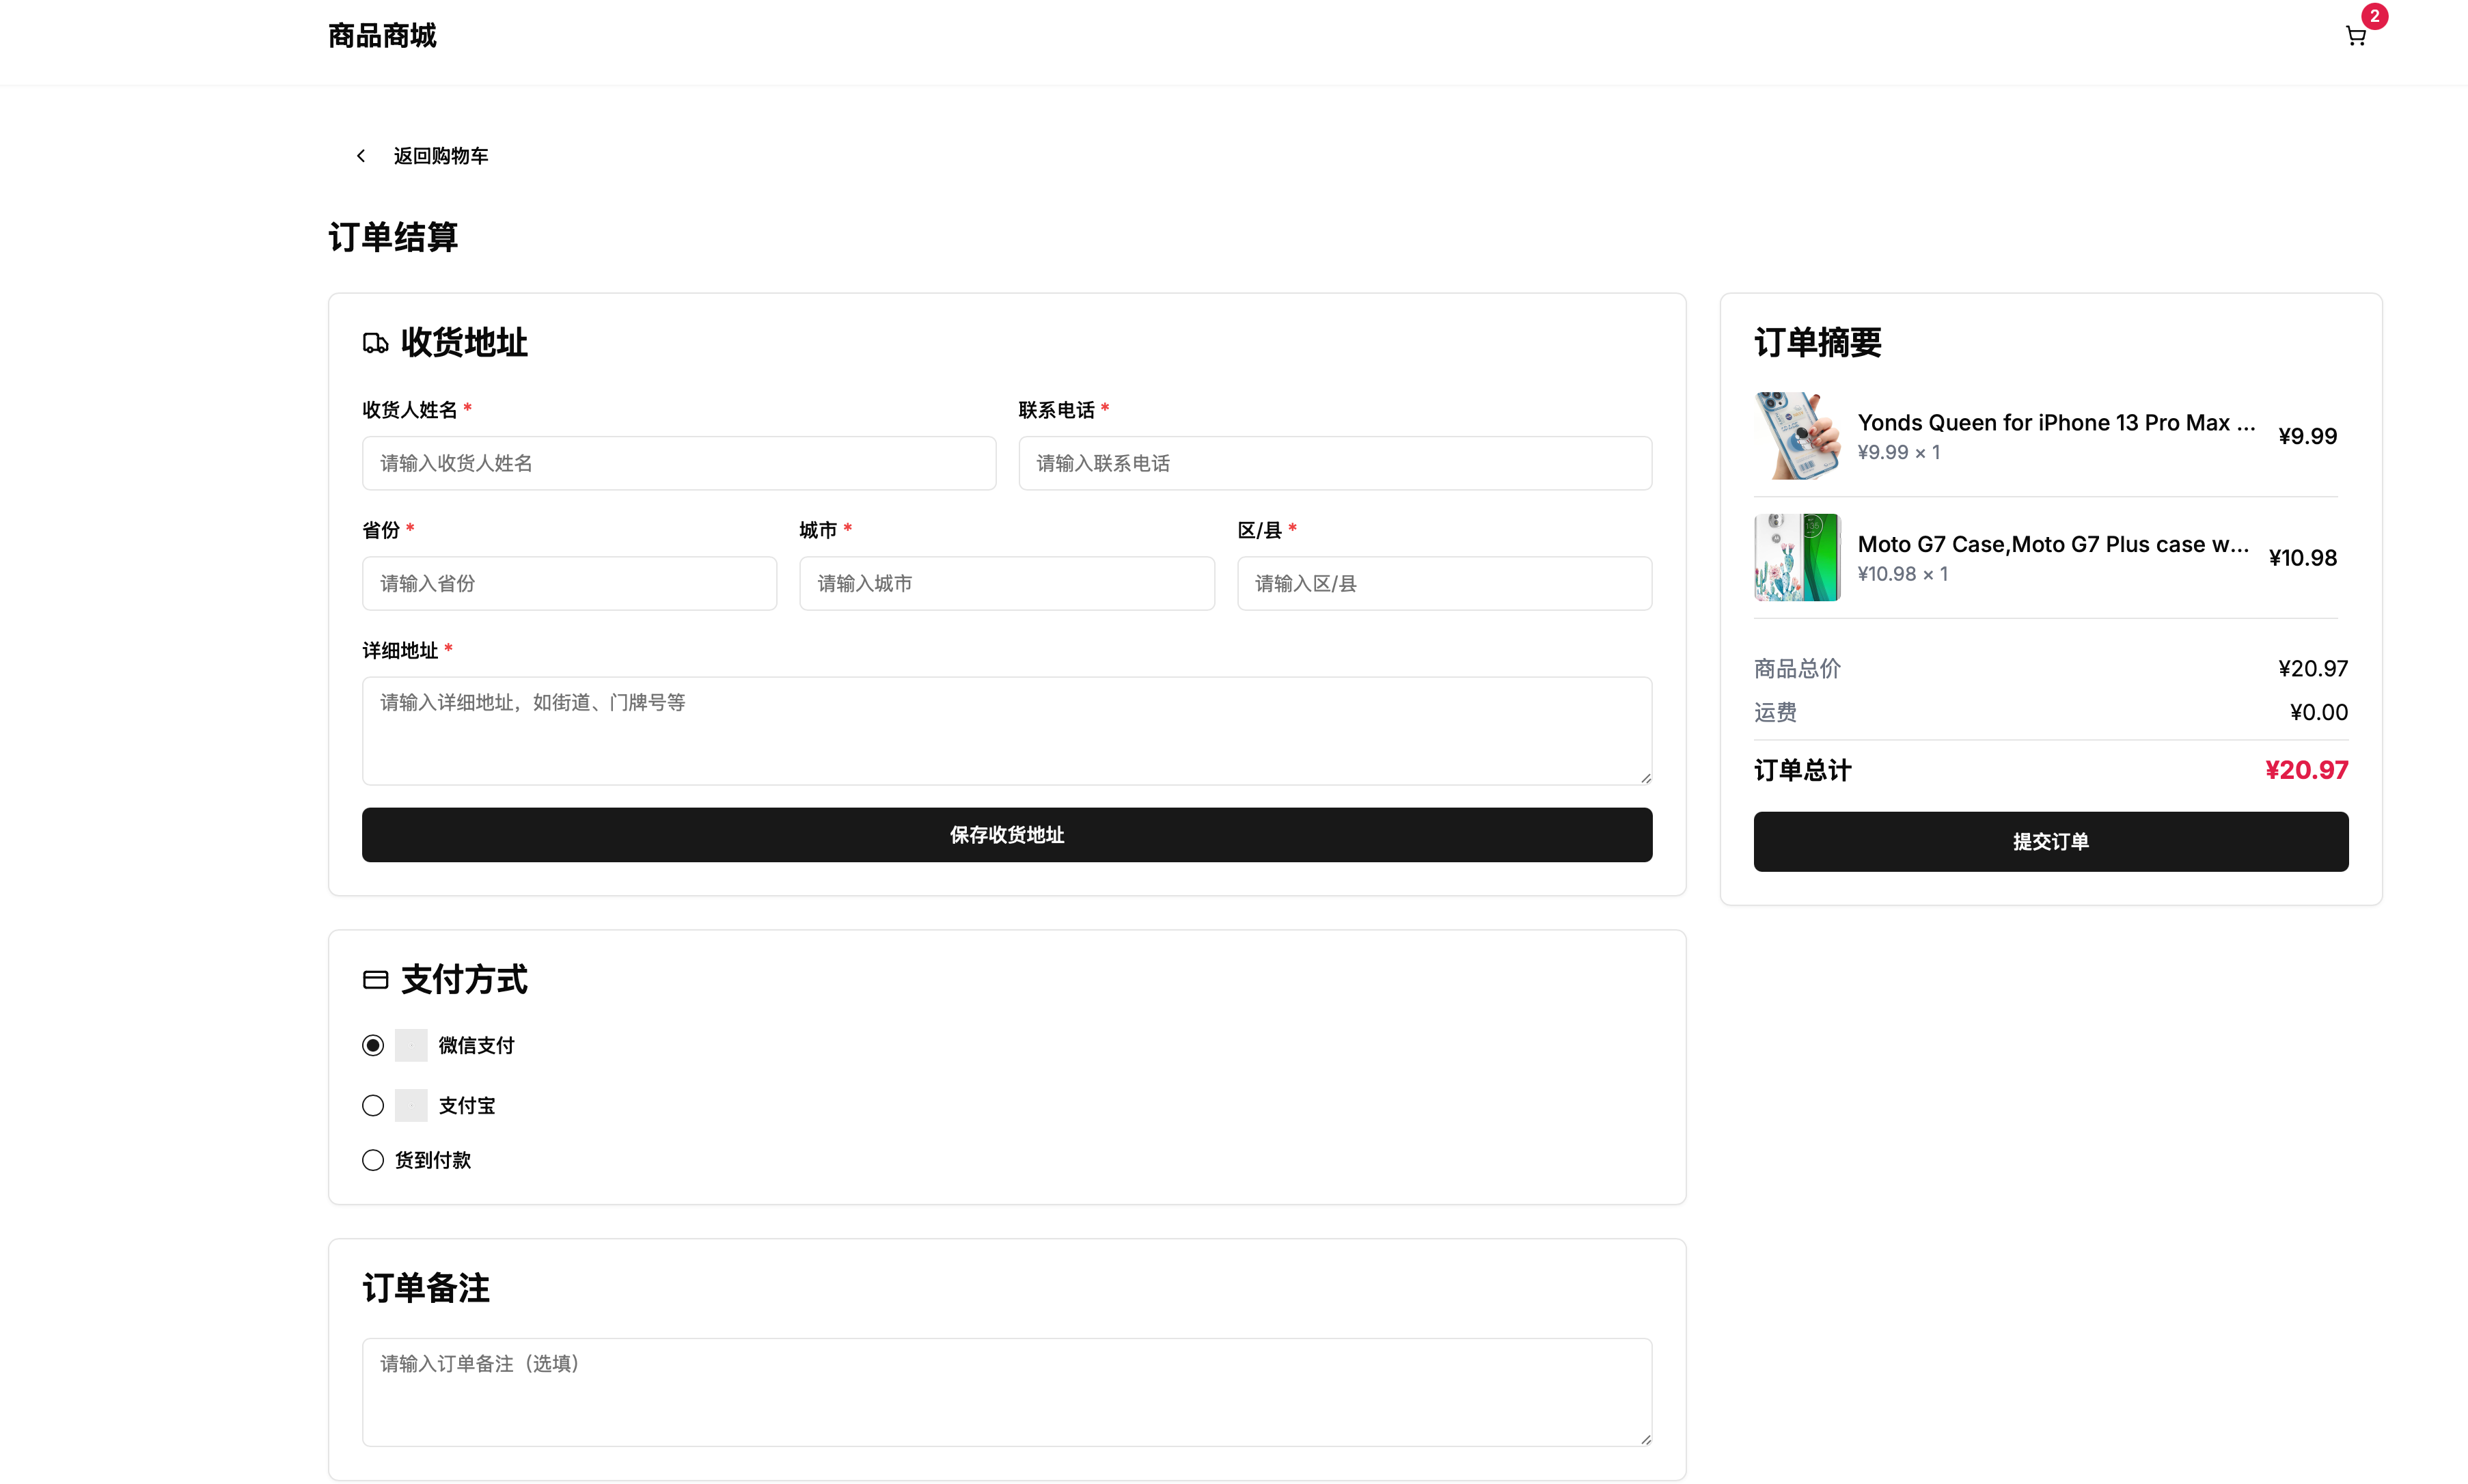 商品商城
2
返回购物车
订单结算
收货地址
收货人姓名 *
联系电话 *
请输入收货人姓名
请输入联系电话
省份 *
城市 *
区/县 *
请输入省份
请输入城市
请输入区/县
详细地址 *
请输入详细地址，如街道、门牌号等
保存收货地址
支付方式
微信支付
支付宝
货到付款
订单备注
请输入订单备注（选填）
订单摘要
Yonds Queen for iPhone 13 Pro Max ...
¥9.99
¥9.99 × 1
Moto G7 Case,Moto G7 Plus case w...
¥10.98
¥10.98 × 1
商品总价 ¥20.97
运费 ¥0.00
订单总计 ¥20.97
提交订单